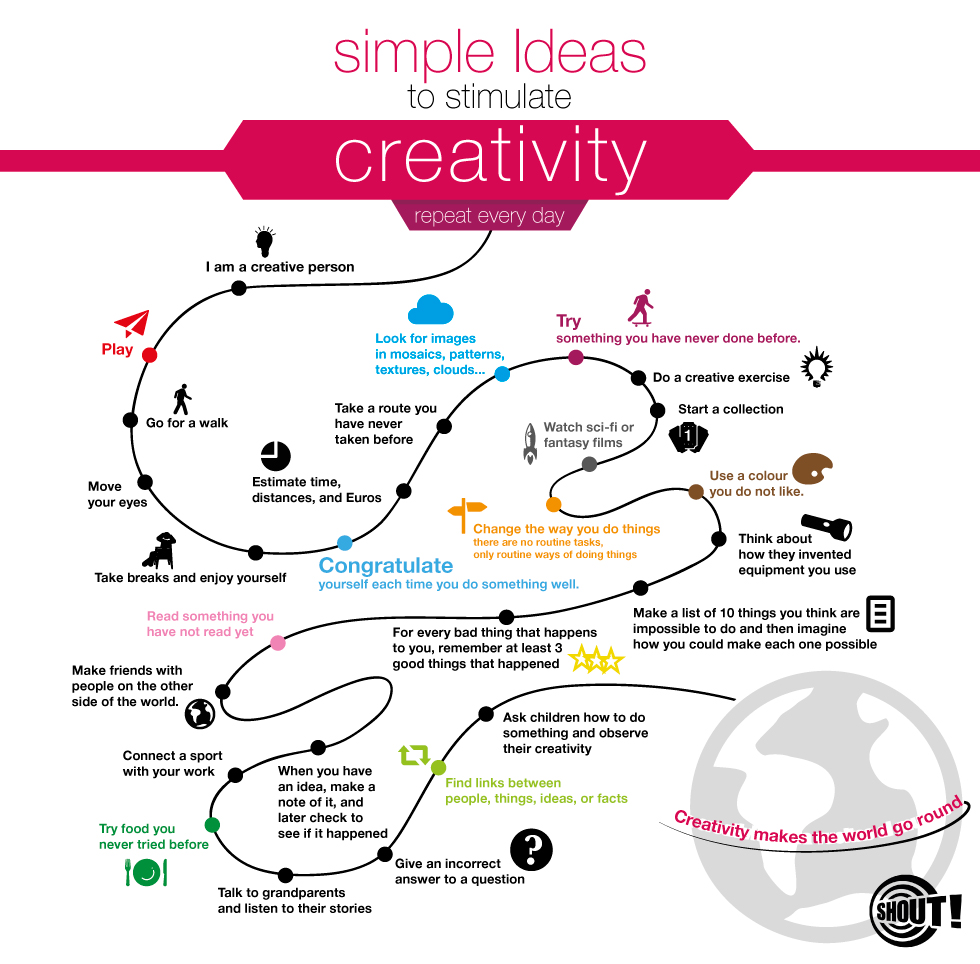 simple Ideas
to stimulate
creativity
repeat every day
I am a creative person
Play
Go for a walk
Move
your eyes
Take breaks and enjoy yourself
Congratulate
yourself each time you do something well.
Estimate time,
distances, and Euros
Take a route you
have never
taken before
Look for images
in mosaics, patterns,
textures, clouds...
Try
something you have never done before.
Do a creative exercise
Start a collection
1
Watch sci-fi or
fantasy films
Change the way you do things
there are no routine tasks,
only routine ways of doing things
Use a colour
you do not like.
Think about
how they invented
equipment you use
Make a list of 10 things you think are
impossible to do and then imagine
how you could make each one possible
For every bad thing that happens
to you, remember at least 3
good things that happened
Read something you
have not read yet
Make friends with
people on the other
side of the world.
When you have
an idea, make a
note of it, and
later check to
see if it happened
Connect a sport
with your work
Try food you
never tried before
Talk to grandparents
and listen to their stories
Give an incorrect
answer to a question
?
Find links between
people, things, ideas, or facts
Ask children how to do
something and observe
their creativity
Creativity makes the world go round.
SHOUT!